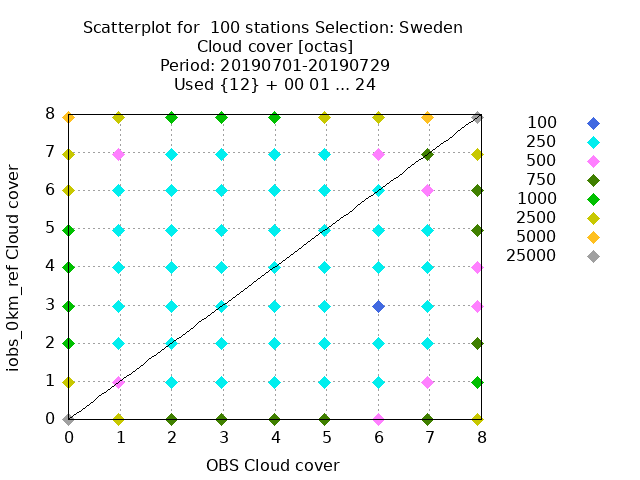 Scatterplot for  100 stations Selection: Sweden
Cloud cover [octas]
Period: 20190701-20190729
Used {12} + 00 01 ... 24
iobs_0km_ref Cloud cover
8
7
6
5
4
3
2
1
0
0 1 2 3 4 5 6 7 8
OBS Cloud cover
100
250
500
750
1000
2500
5000
25000